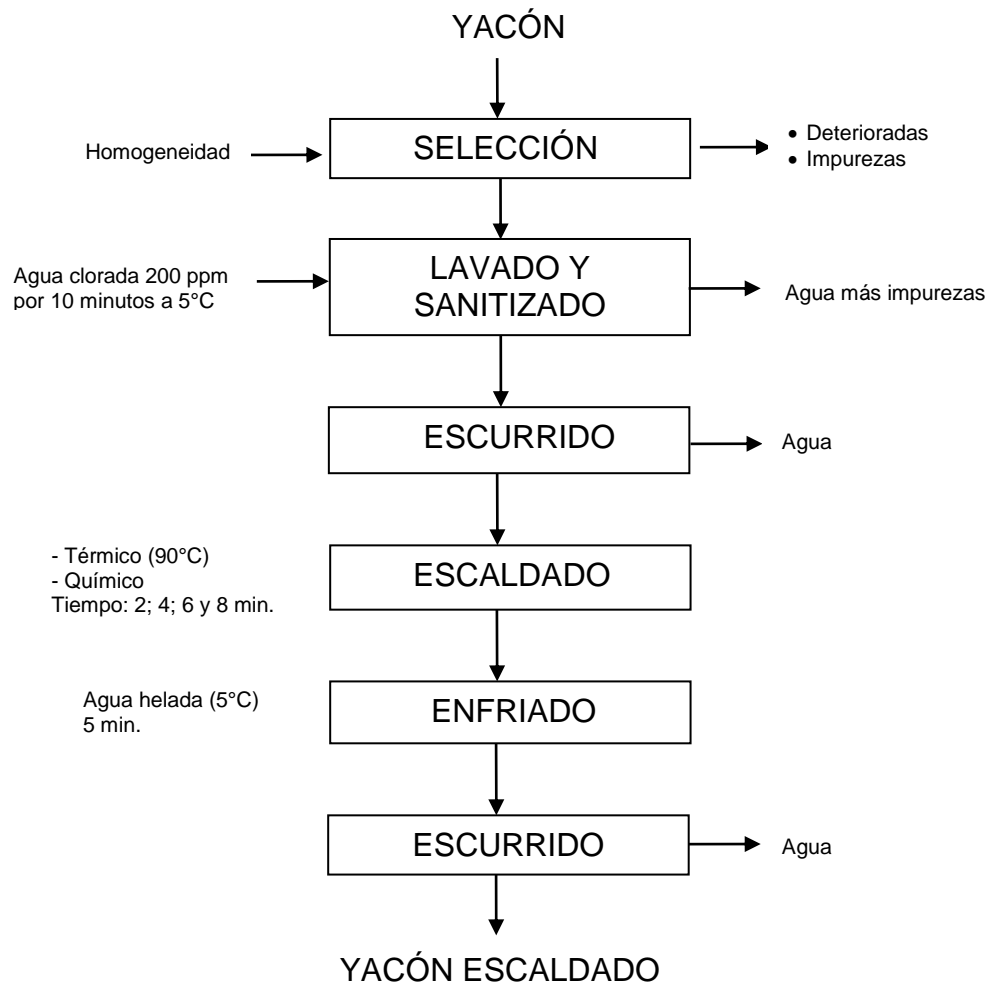 YACÓN
Homogeneidad
SELECCIÓN
• Deterioradas
• Impurezas
Agua clorada 200 ppm
por 10 minutos a 5°C
LAVADO Y
SANITIZADO
Agua más impurezas
ESCURRIDO
Agua
- Térmico (90°C)
- Químico
Tiempo: 2; 4; 6 y 8 min.
ESCALDADO
Agua helada (5°C)
5 min.
ENFRIADO
ESCURRIDO
Agua
YACÓN ESCALDADO